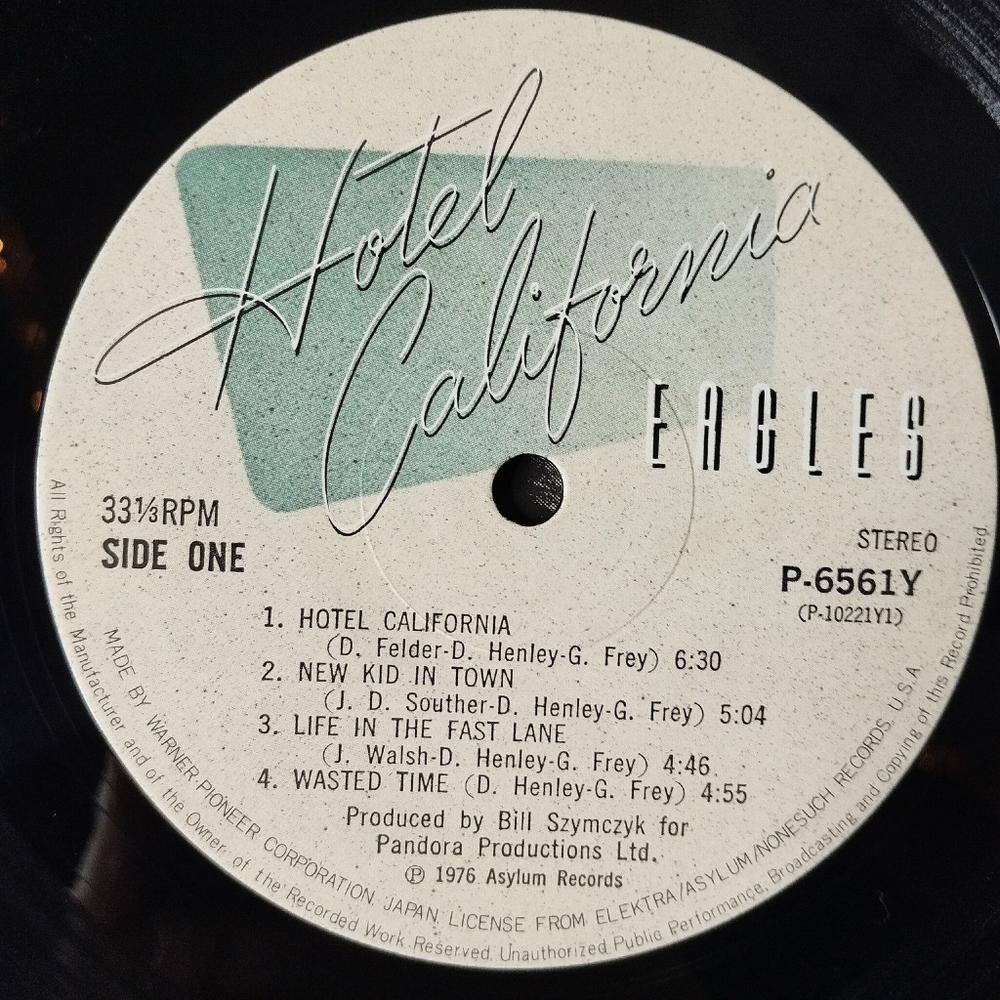 Hotel
California
EAGLES
33⅓RPM
SIDE ONE
STEREO
P-6561Y
(P-10221Y1)
1. HOTEL CALIFORNIA
(D. Felder-D. Henley-G. Frey) 6:30
2. NEW KID IN TOWN
(J. D. Souther-D. Henley-G. Frey) 5:04
3. LIFE IN THE FAST LANE
(J. Walsh-D. Henley-G. Frey) 4:46
4. WASTED TIME (D. Henley-G. Frey) 4:55
Produced by Bill Szymczyk for
Pandora Productions Ltd.
Ⓟ 1976 Asylum Records
MADE BY WARNER-PIONEER CORPORATION, JAPAN, LICENSE FROM ELEKTRA/ASYLUM/NONESUCH RECORDS. U.S.A
All Rights of the Manufacturer and of the Owner of the Recorded Work Reserved. Unauthorized Public Performance, Broadcasting and Copying of this Record Prohibited.